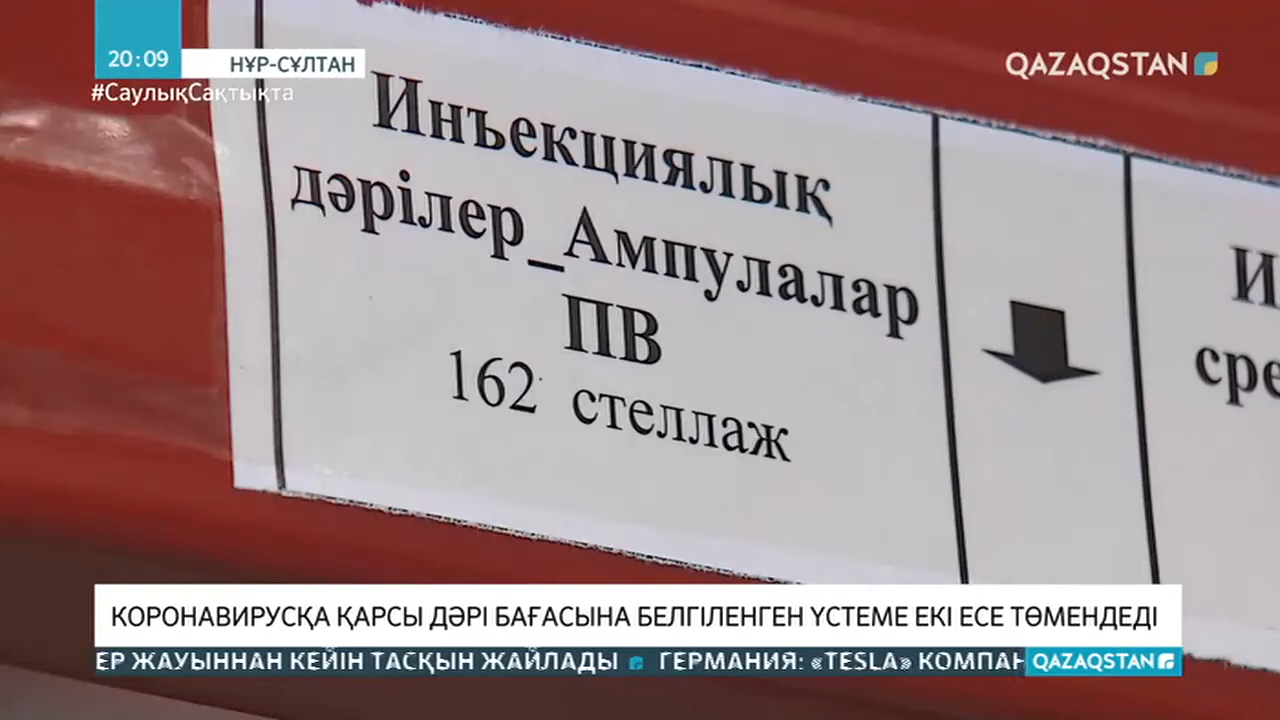 20:09
НҰР-СҰЛТАН
#СаулықСақтықта
QAZAQSTAN
Инъекциялық
дәрілер_Ампулалар
ПВ
162 стеллаж
И
сре
КОРОНАВИРУСҚА ҚАРСЫ ДӘРІ БАҒАСЫНА БЕЛГІЛЕНГЕН ҮСТЕМЕ ЕКІ ЕСЕ ТӨМЕНДЕДІ
ЕР ЖАУЫННАН КЕЙІН ТАСҚЫН ЖАЙЛАДЫ ГЕРМАНИЯ: «TESLA» КОМПАН
QAZAQSTAN